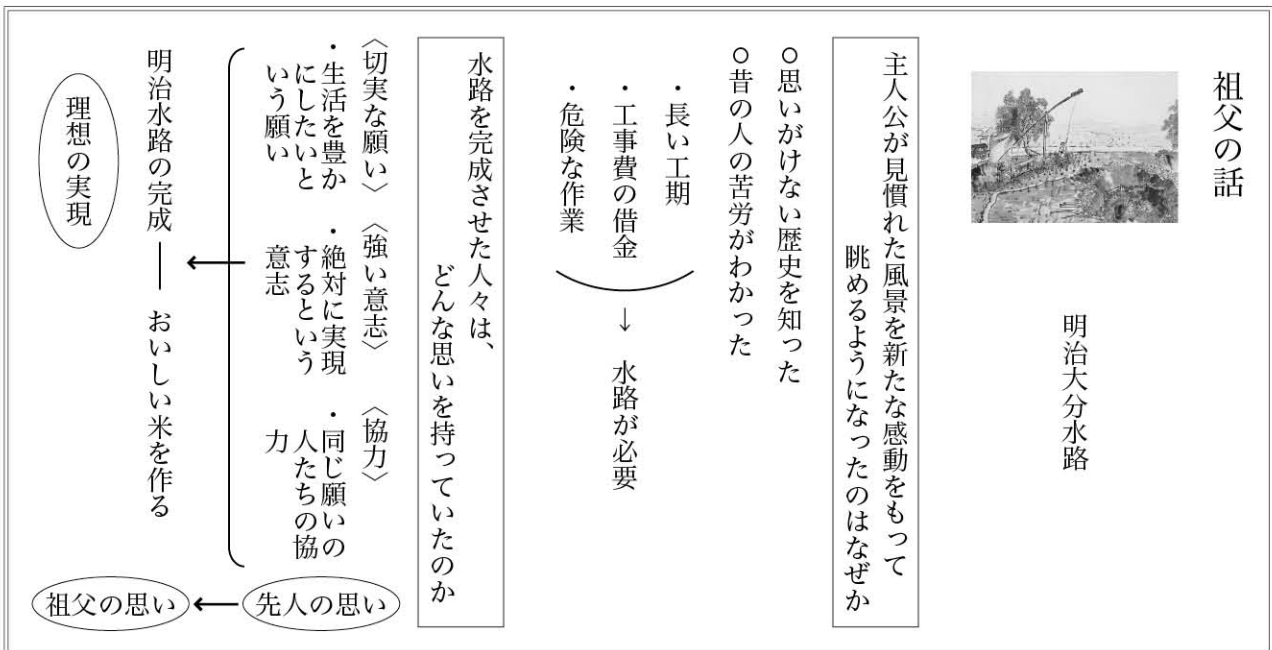 祖父の話
明治大分水路
主人公が見慣れた風景を新たな感動をもって
眺めるようになったのはなぜか
○思いがけない歴史を知った
○昔の人の苦労がわかった
・長い工期
・工事費の借金
・危険な作業
↓ 水路が必要
水路を完成させた人々は、
どんな思いを持っていたのか
〈切実な願い〉
・生活を豊か
にしたいと
いう願い
〈強い意志〉
・絶対に実現
するという
意志
〈協力〉
・同じ願いの
人たちの協
力
明治水路の完成 ― おいしい米を作る
理想の実現
先人の思い
祖父の思い